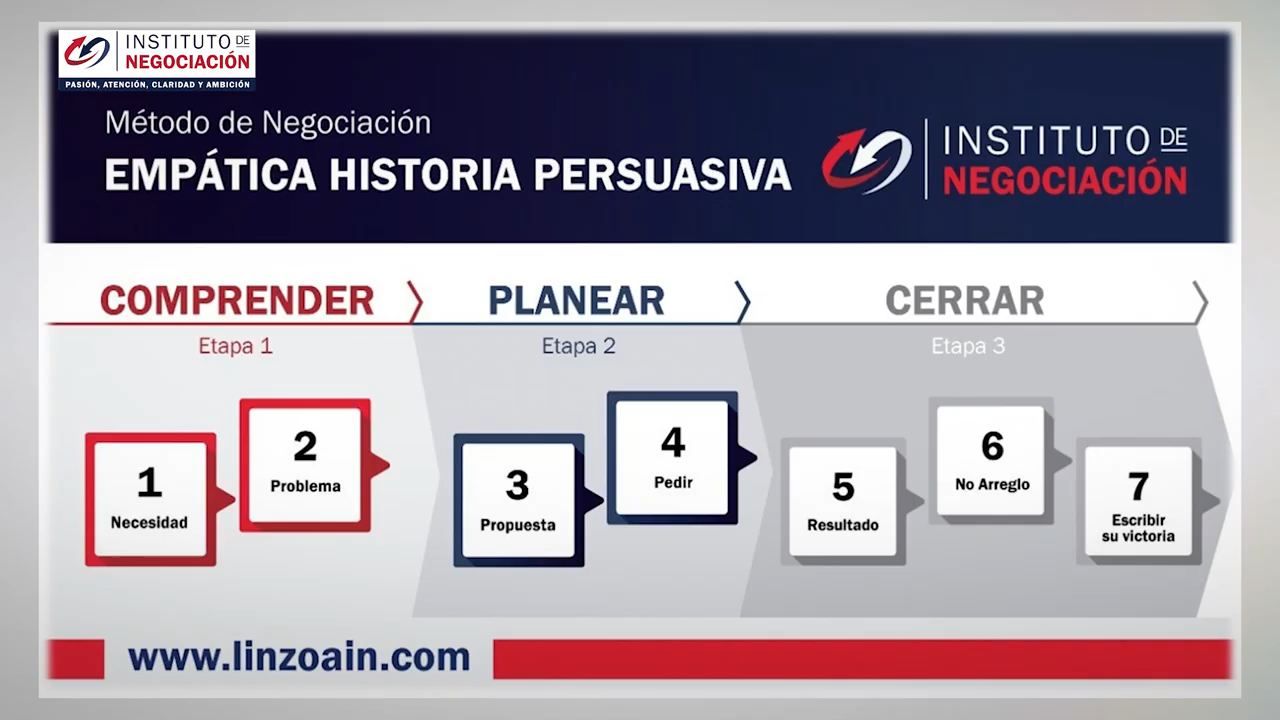 INSTITUTO DE
NEGOCIACIÓN
PASIÓN, ATENCIÓN, CLARIDAD Y AMBICIÓN
Método de Negociación
EMPÁTICA HISTORIA PERSUASIVA
INSTITUTO DE
NEGOCIACIÓN
COMPRENDER
Etapa 1
PLANEAR
Etapa 2
CERRAR
Etapa 3
1
Necesidad
2
Problema
3
Propuesta
4
Pedir
5
Resultado
6
No Arreglo
7
Escribir
su victoria
www.linzoain.com